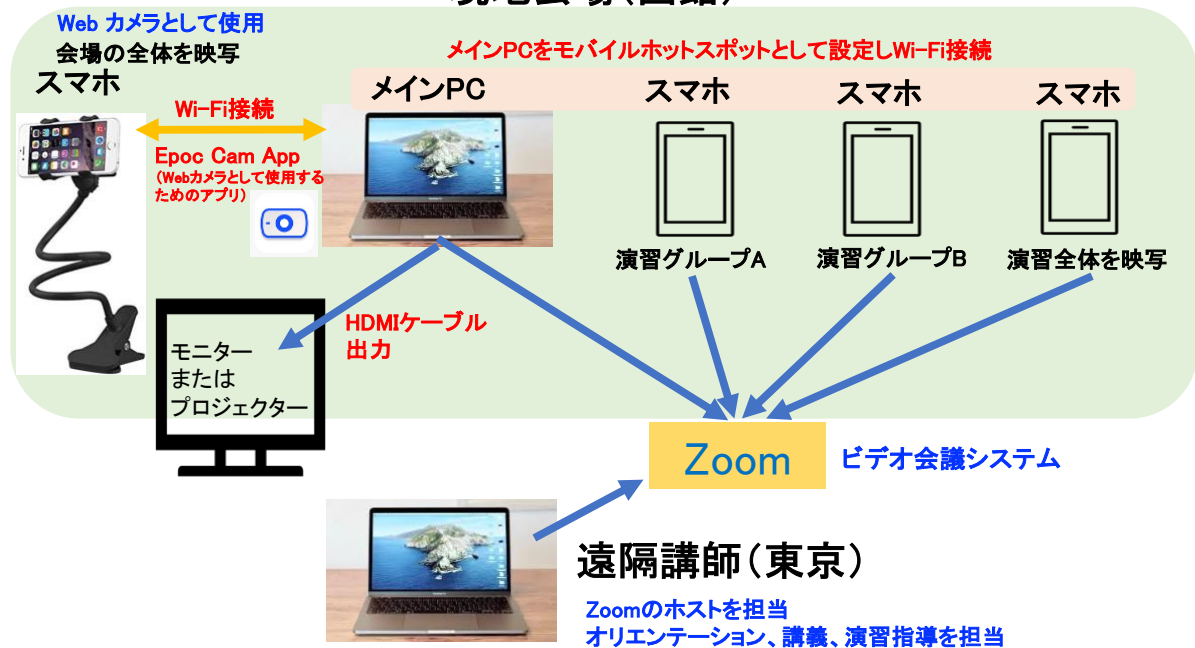 Web カメラとして使用
会場の全体を映写
スマホ
メインPCをモバイルホットスポットとして設定しWi-Fi接続
メインPC
スマホ
スマホ
スマホ
Wi-Fi接続
Epoc Cam App
（Webカメラとして使用する
ためのアプリ）
演習グループA
演習グループB
演習全体を映写
HDMIケーブル
出力
モニター
または
プロジェクター
Zoom
ビデオ会議システム
遠隔講師（東京）
Zoomのホストを担当
オリエンテーション、講義、演習指導を担当